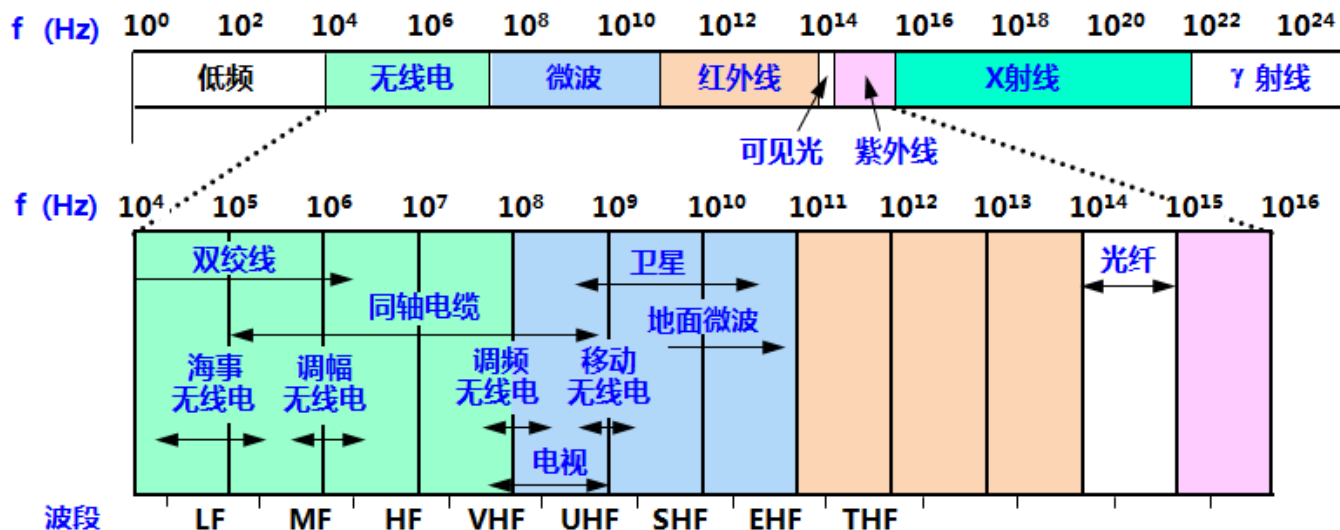 f (Hz) 10⁰ 10² 10⁴ 10⁶ 10⁸ 10¹⁰ 10¹² 10¹⁴ 10¹⁶ 10¹⁸ 10²⁰ 10²² 10²⁴
低频 无线电 微波 红外线 X射线 γ 射线
可见光 紫外线
f (Hz) 10⁴ 10⁵ 10⁶ 10⁷ 10⁸ 10⁹ 10¹⁰ 10¹¹ 10¹² 10¹³ 10¹⁴ 10¹⁵ 10¹⁶
双绞线 卫星 光纤
同轴电缆 地面微波
海事 调幅 调频 移动
无线电 无线电 无线电 无线电
电视
波段 LF MF HF VHF UHF SHF EHF THF